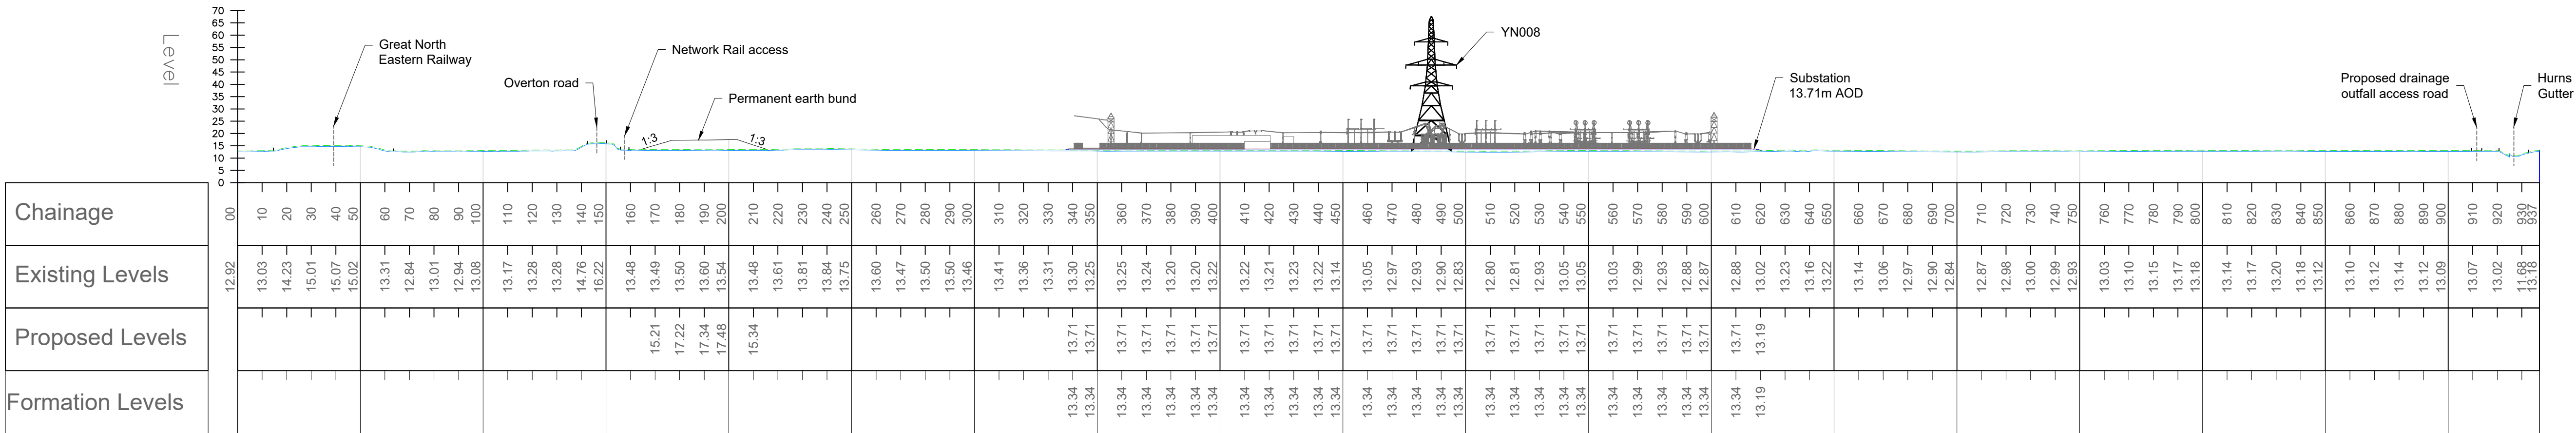 70
65
60
55
50
45
40
35
30
25
20
15
10
5
0
Level
Great North
Eastern Railway
Overton road
Network Rail access
Permanent earth bund
1:3
1:3
YN008
Substation
13.71m AOD
Proposed drainage
outfall access road
Hurns
Gutter
Chainage 00 10 20 30 40 50 60 70 80 90 100 110 120 130 140 150 160 170 180 190 200 210 220 230 240 250 260 270 280 290 300 310 320 330 340 350 360 370 380 390 400 410 420 430 440 450 460 470 480 490 500 510 520 530 540 550 560 570 580 590 600 610 620 630 640 650 660 670 680 690 700 710 720 730 740 750 760 770 780 790 800 810 820 830 840 850 860 870 880 890 900 910 920 930 937
Existing Levels 12.92 13.03 14.23 15.01 15.07 15.02 13.31 12.84 13.01 12.94 13.08 13.17 13.28 13.28 14.76 16.22 13.48 13.49 13.50 13.60 13.54 13.48 13.61 13.81 13.84 13.75 13.60 13.47 13.50 13.50 13.46 13.41 13.36 13.31 13.30 13.25 13.25 13.24 13.20 13.20 13.22 13.22 13.21 13.23 13.22 13.14 13.05 12.97 12.93 12.90 12.83 12.80 12.81 12.93 13.05 13.05 13.03 12.99 12.93 12.88 12.87 12.88 13.02 13.23 13.16 13.22 13.14 13.06 12.97 12.90 12.84 12.87 12.98 13.00 12.99 12.93 13.03 13.10 13.15 13.17 13.18 13.14 13.17 13.20 13.18 13.12 13.10 13.12 13.14 13.12 13.09 13.07 13.02 11.68 13.18
Proposed Levels 15.21 17.22 17.34 17.48 15.34 13.71 13.71 13.71 13.71 13.71 13.71 13.71 13.71 13.71 13.71 13.71 13.71 13.71 13.71 13.71 13.71 13.71 13.71 13.71 13.71 13.71 13.71 13.71 13.71 13.71 13.71 13.71 13.71 13.19
Formation Levels 13.34 13.34 13.34 13.34 13.34 13.34 13.34 13.34 13.34 13.34 13.34 13.34 13.34 13.34 13.34 13.34 13.34 13.34 13.34 13.34 13.34 13.34 13.34 13.34 13.34 13.34 13.34 13.34 13.19